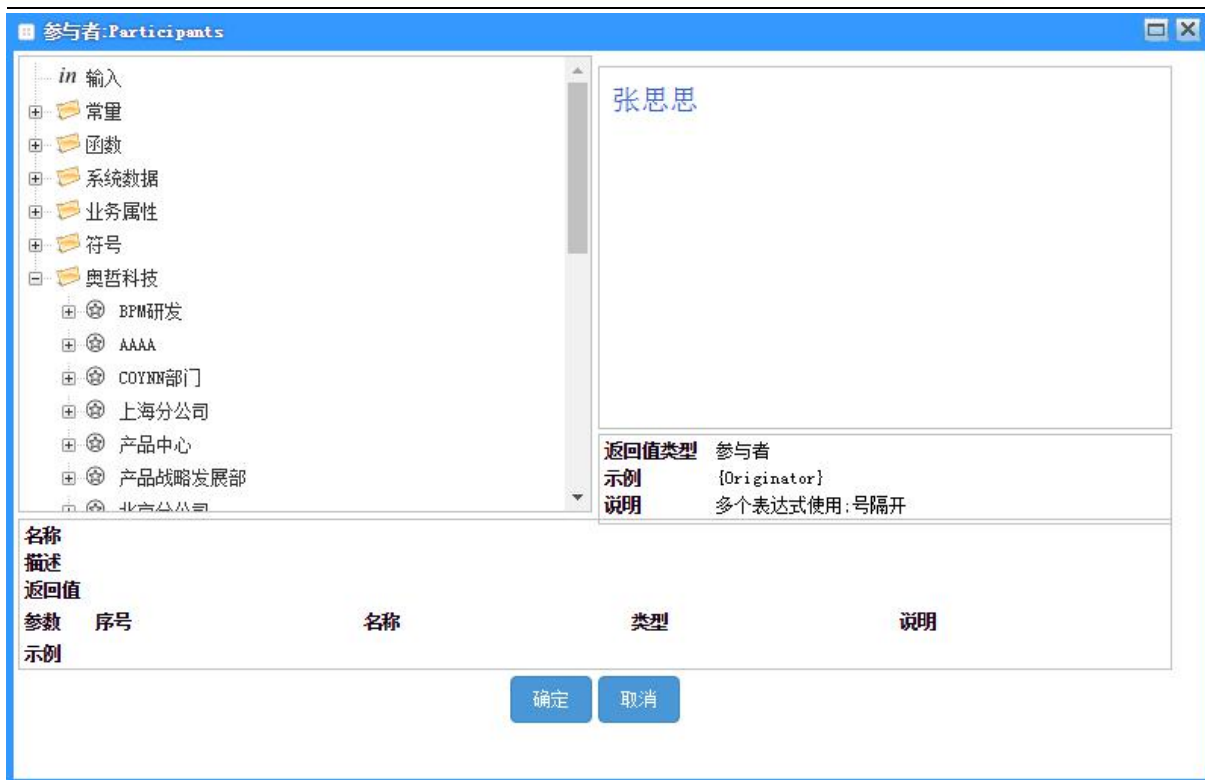 参与者:Participants
in 输入
常量
函数
系统数据
业务属性
符号
奥哲科技
BPM研发
AAAA
COYNN部门
上海分公司
产品中心
产品战略发展部
北京分公司
张思思
返回值类型 参与者
示例 {Originator}
说明 多个表达式使用;号隔开
名称
描述
返回值
参数 序号 名称 类型 说明
示例
确定 取消